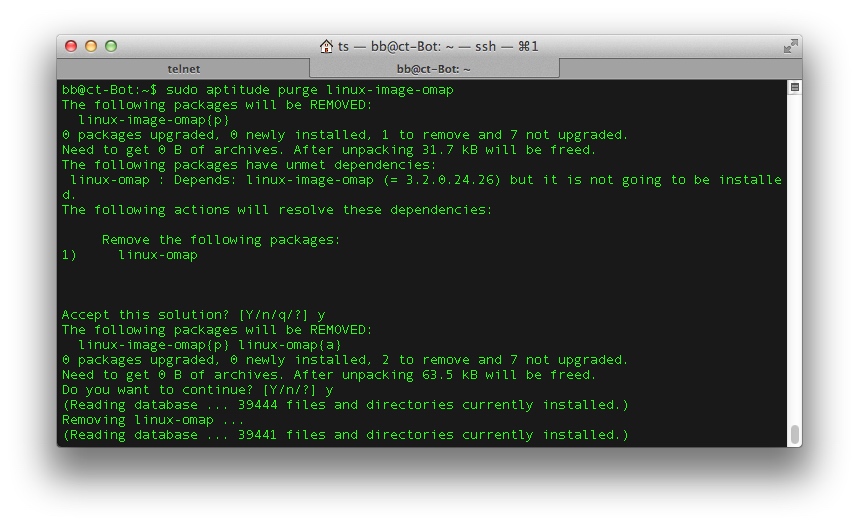 ts — bb@ct-Bot: ~ — ssh — ⌘1
telnet
bb@ct-Bot: ~
bb@ct-Bot:~$ sudo aptitude purge linux-image-omap
The following packages will be REMOVED:
  linux-image-omap{p}
0 packages upgraded, 0 newly installed, 1 to remove and 7 not upgraded.
Need to get 0 B of archives. After unpacking 31.7 kB will be freed.
The following packages have unmet dependencies:
 linux-omap : Depends: linux-image-omap (= 3.2.0.24.26) but it is not going to be installe
d.
The following actions will resolve these dependencies:
     Remove the following packages:
1)     linux-omap
Accept this solution? [Y/n/q/?] y
The following packages will be REMOVED:
  linux-image-omap{p} linux-omap{a}
0 packages upgraded, 0 newly installed, 2 to remove and 7 not upgraded.
Need to get 0 B of archives. After unpacking 63.5 kB will be freed.
Do you want to continue? [Y/n/?] y
(Reading database ... 39444 files and directories currently installed.)
Removing linux-omap ...
(Reading database ... 39441 files and directories currently installed.)